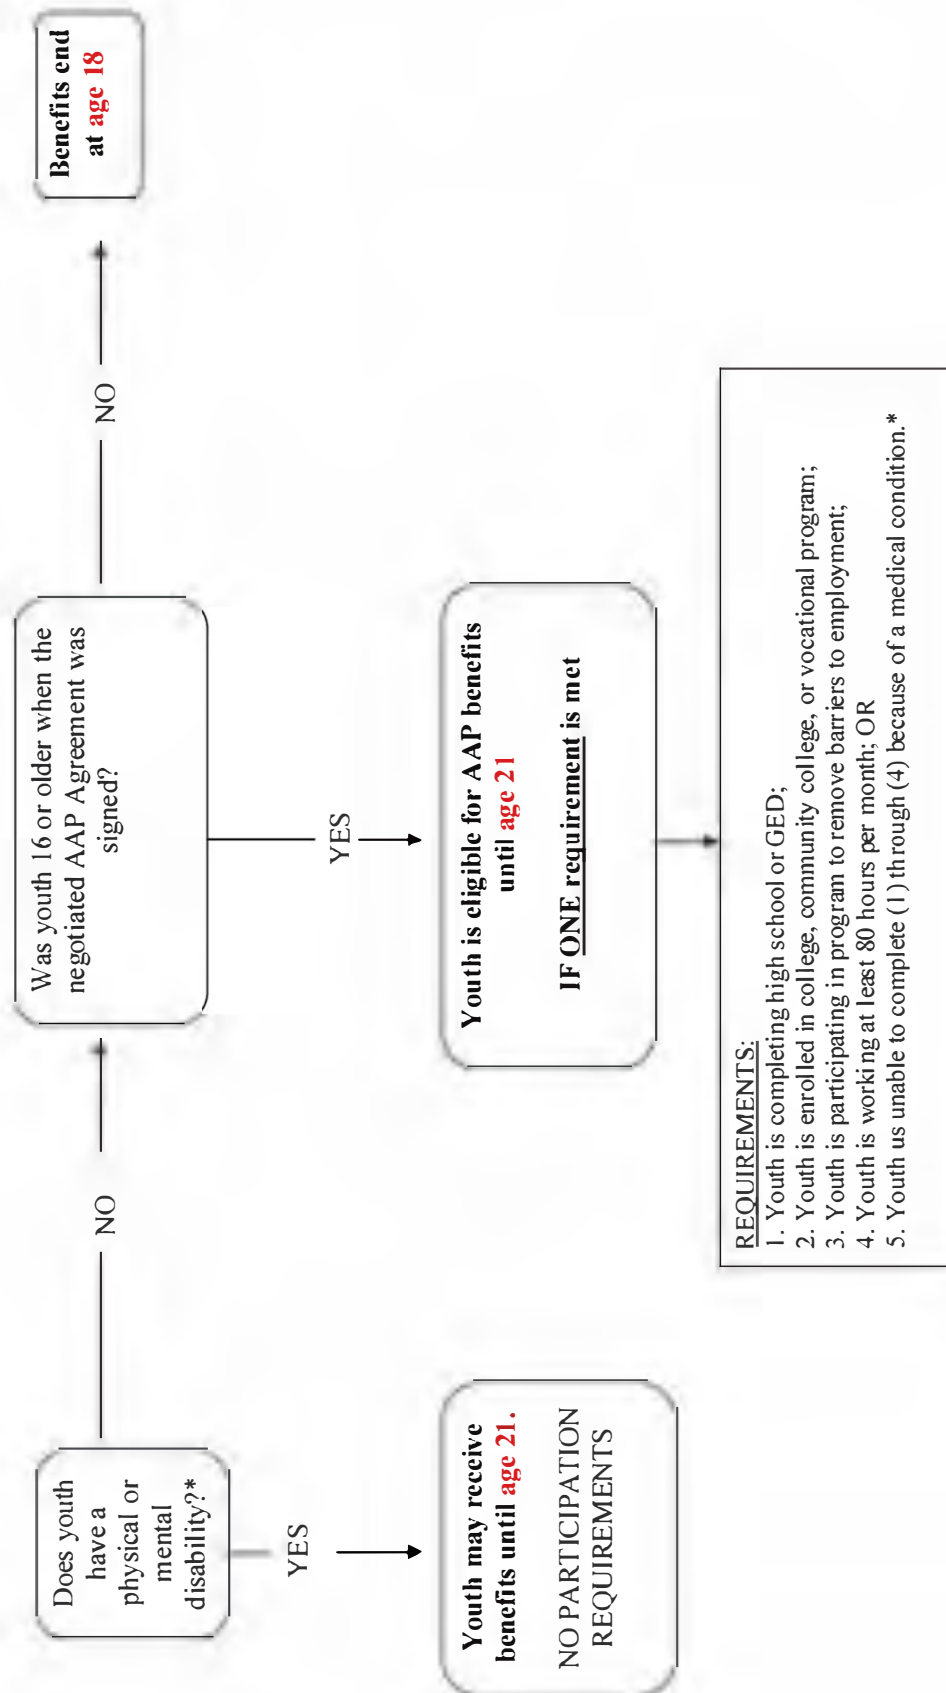 Does youth
have a
physical or
mental
disability?*
NO
YES
Youth may receive
benefits until age 21.
NO PARTICIPATION
REQUIREMENTS
Was youth 16 or older when the
negotiated AAP Agreement was
signed?
NO
Benefits end
at age 18
YES
Youth is eligible for AAP benefits
until age 21
IF ONE requirement is met
REQUIREMENTS:
1. Youth is completing high school or GED;
2. Youth is enrolled in college, community college, or vocational program;
3. Youth is participating in program to remove barriers to employment;
4. Youth is working at least 80 hours per month; OR
5. Youth us unable to complete (1) through (4) because of a medical condition.*